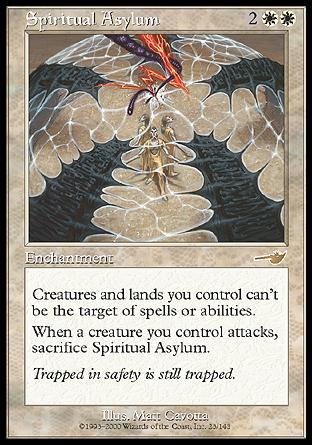 Spiritual Asylum 2
Enchantment
Creatures and lands you control can't
be the target of spells or abilities.
When a creature you control attacks,
sacrifice Spiritual Asylum.
Trapped in safety is still trapped.
Illus. Matt Cavotta
©1993-2000 Wizards of the Coast, Inc. 23/143